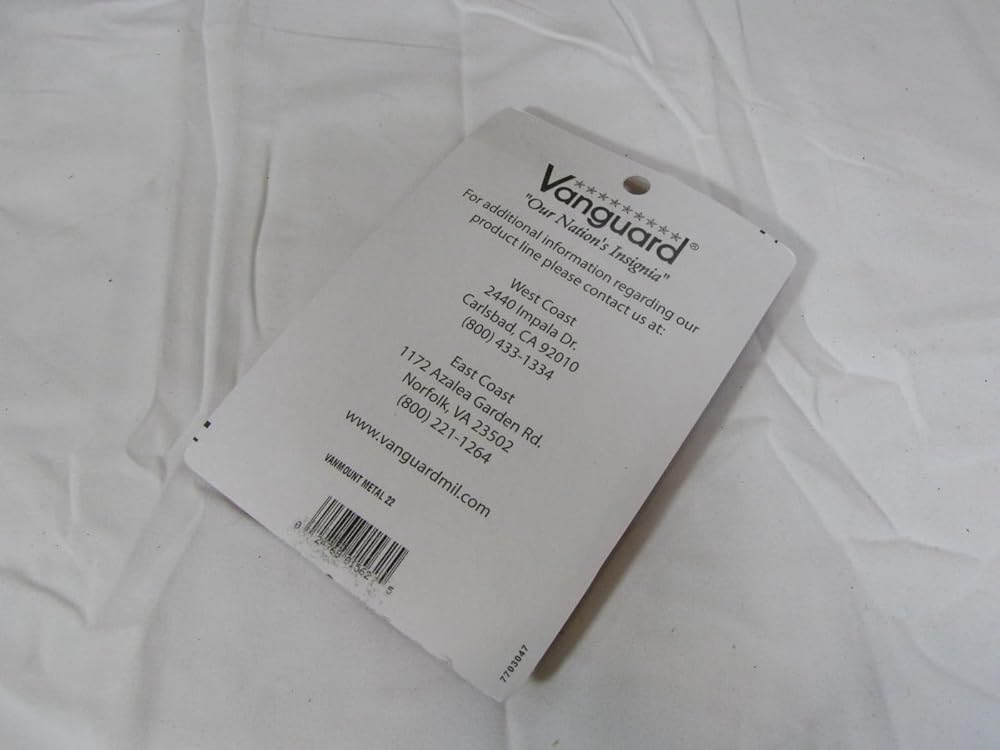 Vanguard®
"Our Nation's Insignia"
For additional information regarding our
product line please contact us at:
West Coast
2440 Impala Dr.
Carlsbad, CA 92010
(800) 433-1334
East Coast
1172 Azalea Garden Rd.
Norfolk, VA 23502
(800) 221-1264
www.vanguardmil.com
VANMOUNT METAL 22
7703047